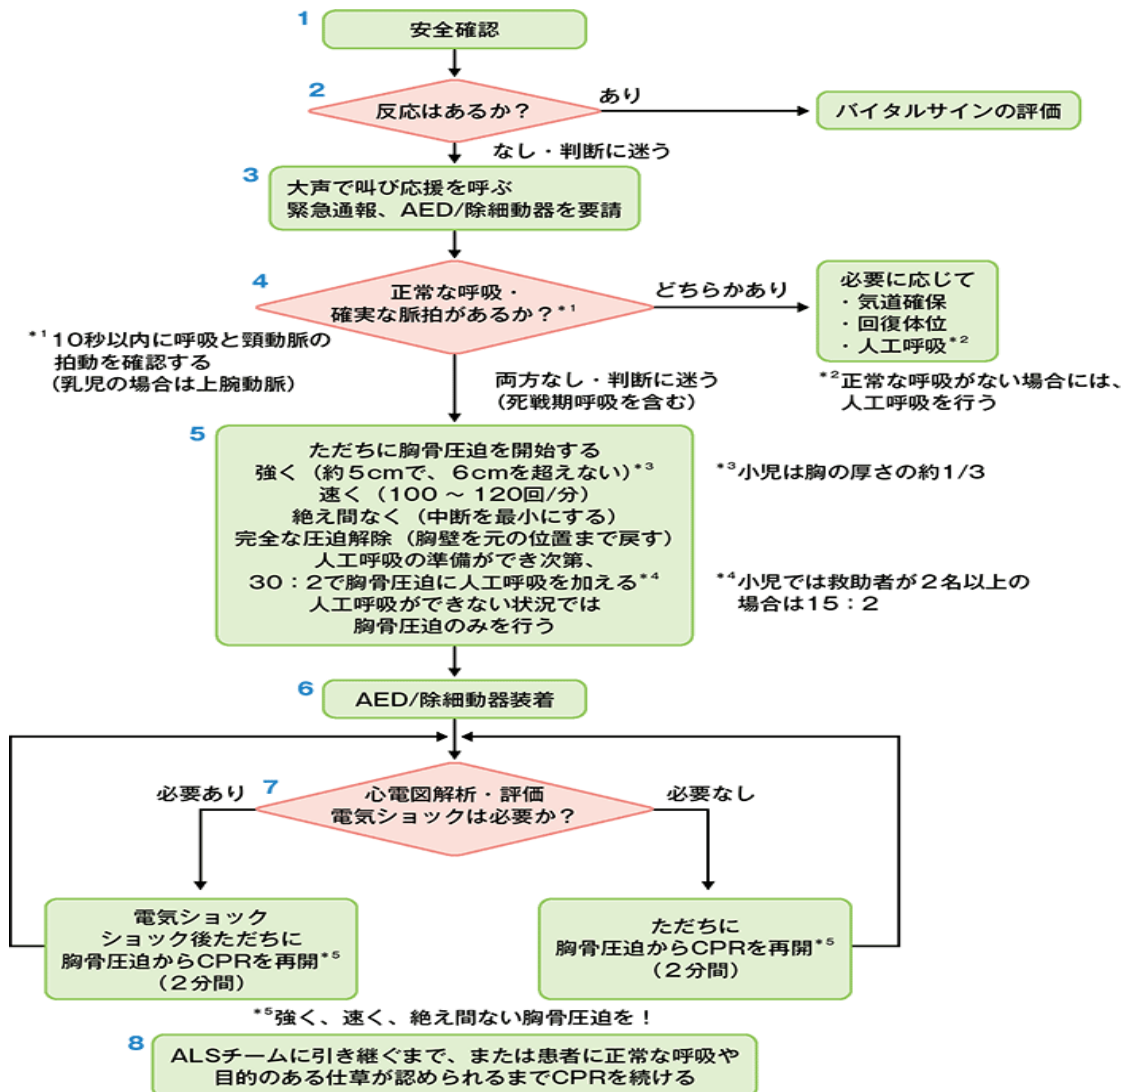 1
安全確認
2
反応はあるか？
あり
バイタルサインの評価
なし・判断に迷う
3
大声で叫び応援を呼ぶ
緊急通報、AED/除細動器を要請
4
正常な呼吸・
確実な脈拍があるか？*1
どちらかあり
必要に応じて
・気道確保
・回復体位
・人工呼吸*2
*1 10秒以内に呼吸と頸動脈の
拍動を確認する
（乳児の場合は上腕動脈）
両方なし・判断に迷う
（死戦期呼吸を含む）
*2正常な呼吸がない場合には、
人工呼吸を行う
5
ただちに胸骨圧迫を開始する
強く（約5cmで、6cmを超えない）*3
速く（100 ～ 120回/分）
絶え間なく（中断を最小にする）
完全な圧迫解除（胸壁を元の位置まで戻す）
人工呼吸の準備ができ次第、
30：2で胸骨圧迫に人工呼吸を加える*4
人工呼吸ができない状況では
胸骨圧迫のみを行う
*3小児は胸の厚さの約1/3
*4小児では救助者が2名以上の
場合は15：2
6
AED/除細動器装着
7
心電図解析・評価
電気ショックは必要か？
必要あり
必要なし
電気ショック
ショック後ただちに
胸骨圧迫からCPRを再開*5
（2分間）
ただちに
胸骨圧迫からCPRを再開*5
（2分間）
*5強く、速く、絶え間ない胸骨圧迫を！
8
ALSチームに引き継ぐまで、または患者に正常な呼吸や
目的のある仕草が認められるまでCPRを続ける